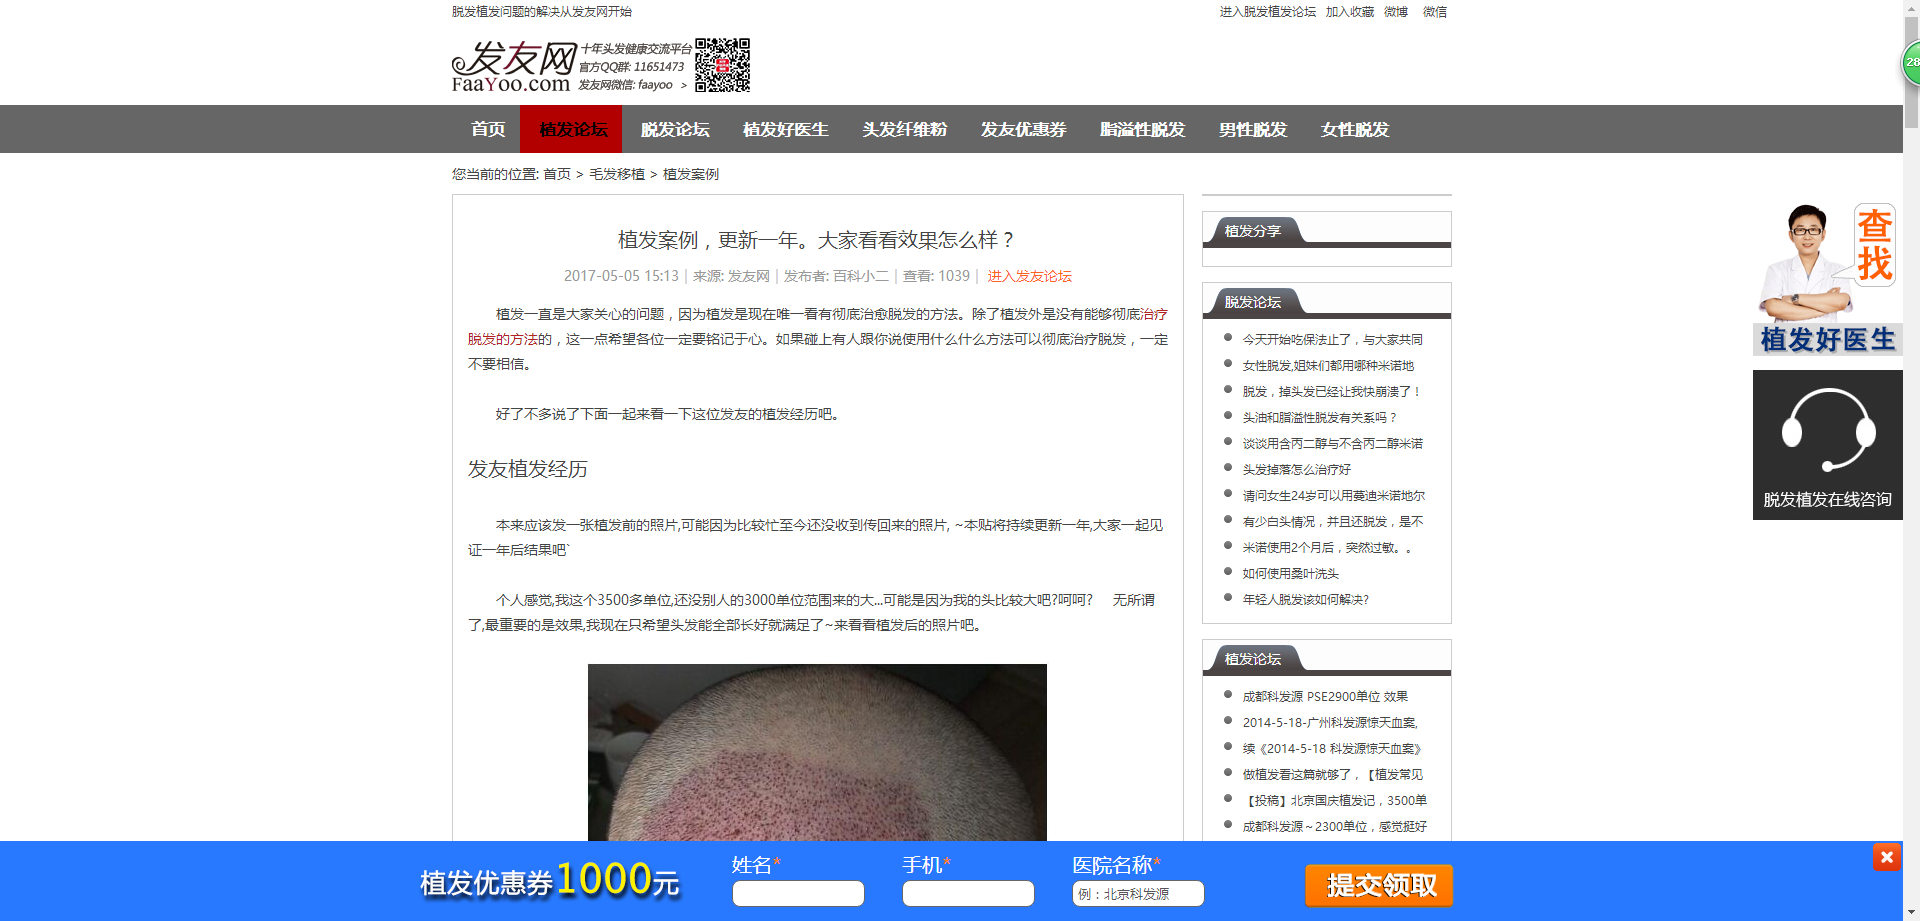 脱发植发问题的解决从发友网开始
进入脱发植发论坛 加入收藏 微博 微信
发友网
FaaYoo.com
十年头发健康交流平台
官方QQ群: 11651473
发友网微信: faayoo >
首页 植发论坛 脱发论坛 植发好医生 头发纤维粉 发友优惠券 脂溢性脱发 男性脱发 女性脱发
您当前的位置: 首页 > 毛发移植 > 植发案例
植发案例，更新一年。大家看看效果怎么样？
2017-05-05 15:13 | 来源: 发友网 | 发布者: 百科小二 | 查看: 1039 | 进入发友论坛
植发一直是大家关心的问题，因为植发是现在唯一看有彻底治愈脱发的方法。除了植发外是没有能够彻底治疗
脱发的方法的，这一点希望各位一定要铭记于心。如果碰上有人跟你说使用什么什么方法可以彻底治疗脱发，一定
不要相信。
好了不多说了下面一起来看一下这位发友的植发经历吧。
发友植发经历
本来应该发一张植发前的照片,可能因为比较忙至今还没收到传回来的照片, ~本贴将持续更新一年,大家一起见
证一年后结果吧`
个人感觉,我这个3500多单位,还没别人的3000单位范围来的大...可能是因为我的头比较大吧?呵呵? 无所谓
了,最重要的是效果,我现在只希望头发能全部长好就满足了~来看看植发后的照片吧。
植发分享
脱发论坛
今天开始吃保法止了，与大家共同
女性脱发,姐妹们都用哪种米诺地
脱发，掉头发已经让我快崩溃了！
头油和脂溢性脱发有关系吗？
谈谈用含丙二醇与不含丙二醇米诺
头发掉落怎么治疗好
请问女生24岁可以用蔓迪米诺地尔
有少白头情况，并且还脱发，是不
米诺使用2个月后，突然过敏。。
如何使用桑叶洗头
年轻人脱发该如何解决?
植发论坛
成都科发源 PSE2900单位 效果
2014-5-18-广州科发源惊天血案,
续《2014-5-18 科发源惊天血案》
做植发看这篇就够了，【植发常见
【投稿】北京国庆植发记，3500单
成都科发源～2300单位，感觉挺好
28
查找
植发好医生
脱发植发在线咨询
植发优惠券1000元
姓名*
手机*
医院名称*
例：北京科发源
提交领取